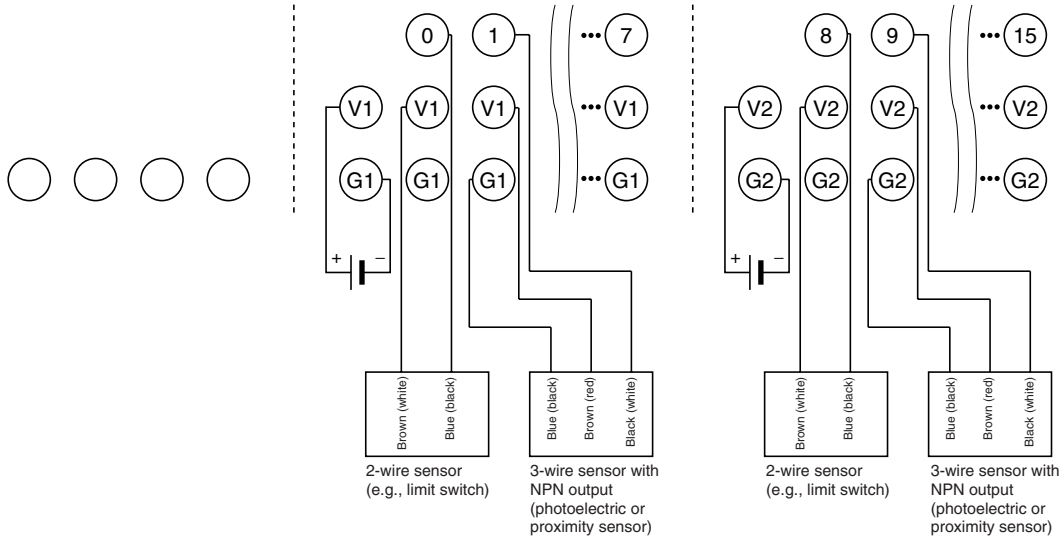 0 1 ••• 7 8 9 ••• 15
V1 V1 V1 ••• V1 V2 V2 V2 ••• V2
G1 G1 G1 ••• G1 G2 G2 G2 ••• G2
+ − + −
Brown (white) Blue (black) Blue (black) Brown (red) Black (white) Brown (white) Blue (black) Blue (black) Brown (red) Black (white)
2-wire sensor
(e.g., limit switch)
3-wire sensor with
NPN output
(photoelectric or
proximity sensor)
2-wire sensor
(e.g., limit switch)
3-wire sensor with
NPN output
(photoelectric or
proximity sensor)